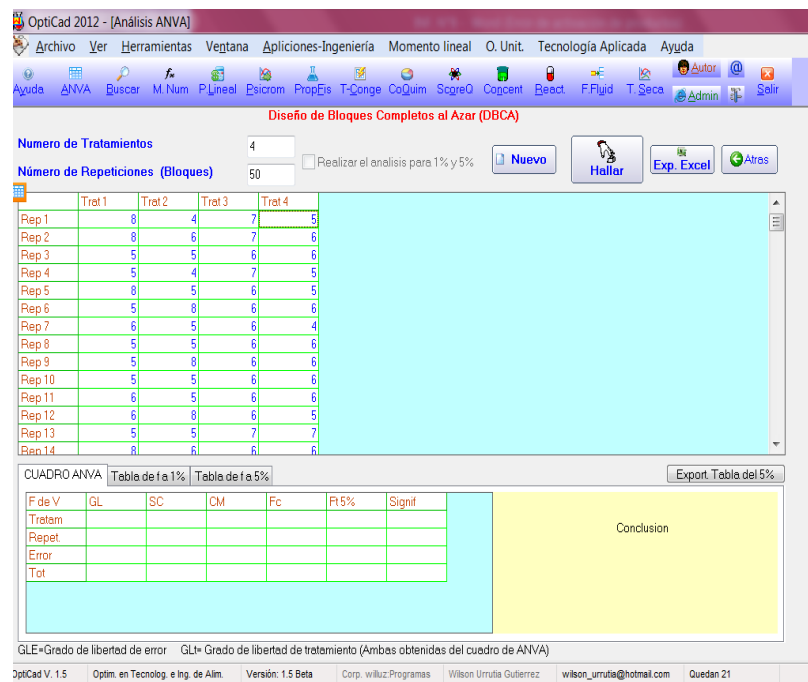 OptiCad 2012 - [Análisis ANVA]
Archivo Ver Herramientas Ventana Apliciones-Ingeniería Momento lineal O. Unit. Tecnología Aplicada Ayuda
Ayuda ANVA Buscar M. Num P.Lineal Psicrom PropFis T-Conge CoQuim ScoreO Concent React. F.Fluid T. Seca Autor @ Admin Salir
Diseño de Bloques Completos al Azar (DBCA)
Numero de Tratamientos 4
Realizar el analisis para 1% y 5% Nuevo Hallar Exp. Excel Atras
Número de Repeticiones (Bloques) 50
Trat 1 Trat 2 Trat 3 Trat 4
Rep 1 8 4 7 5
Rep 2 8 6 7 6
Rep 3 5 5 6 6
Rep 4 5 4 7 5
Rep 5 8 5 6 5
Rep 6 5 8 6 6
Rep 7 6 5 6 4
Rep 8 5 5 6 6
Rep 9 5 8 6 6
Rep 10 5 5 6 6
Rep 11 6 5 6 6
Rep 12 6 8 6 5
Rep 13 5 5 7 7
Rep 14 8 6 6 6
CUADRO ANVA Tabla de f a 1% Tabla de f a 5% Export. Tabla del 5%
F de V GL SC CM Fc Ft 5% Signif
Tratam
Conclusion
Repet.
Error
Tot
GLE=Grado de libertad de error GLt= Grado de libertad de tratamiento (Ambas obtenidas del cuadro de ANVA)
OptiCad V. 1.5 Optim. en Tecnolog. e Ing. de Alim. Versión: 1.5 Beta Corp. willuz:Programas Wilson Urrutia Gutierrez wilson_urrutia@hotmail.com Quedan 21